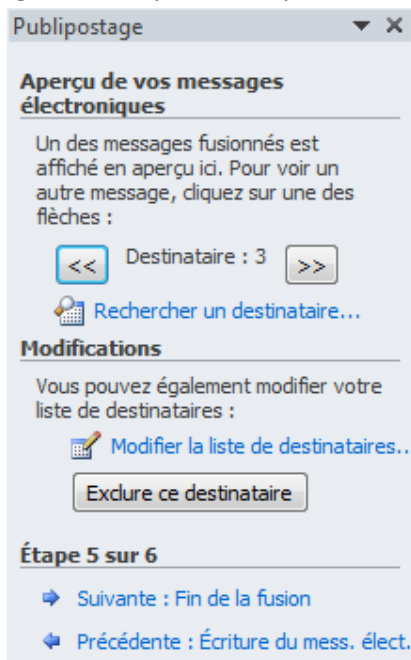 Publipostage
Aperçu de vos messages
électroniques
Un des messages fusionnés est
affiché en aperçu ici. Pour voir un
autre message, cliquez sur une des
flèches :
<< Destinataire : 3 >>
Rechercher un destinataire...
Modifications
Vous pouvez également modifier votre
liste de destinataires :
Modifier la liste de destinataires..
Exclure ce destinataire
Étape 5 sur 6
Suivante : Fin de la fusion
Précédente : Écriture du mess. élect.